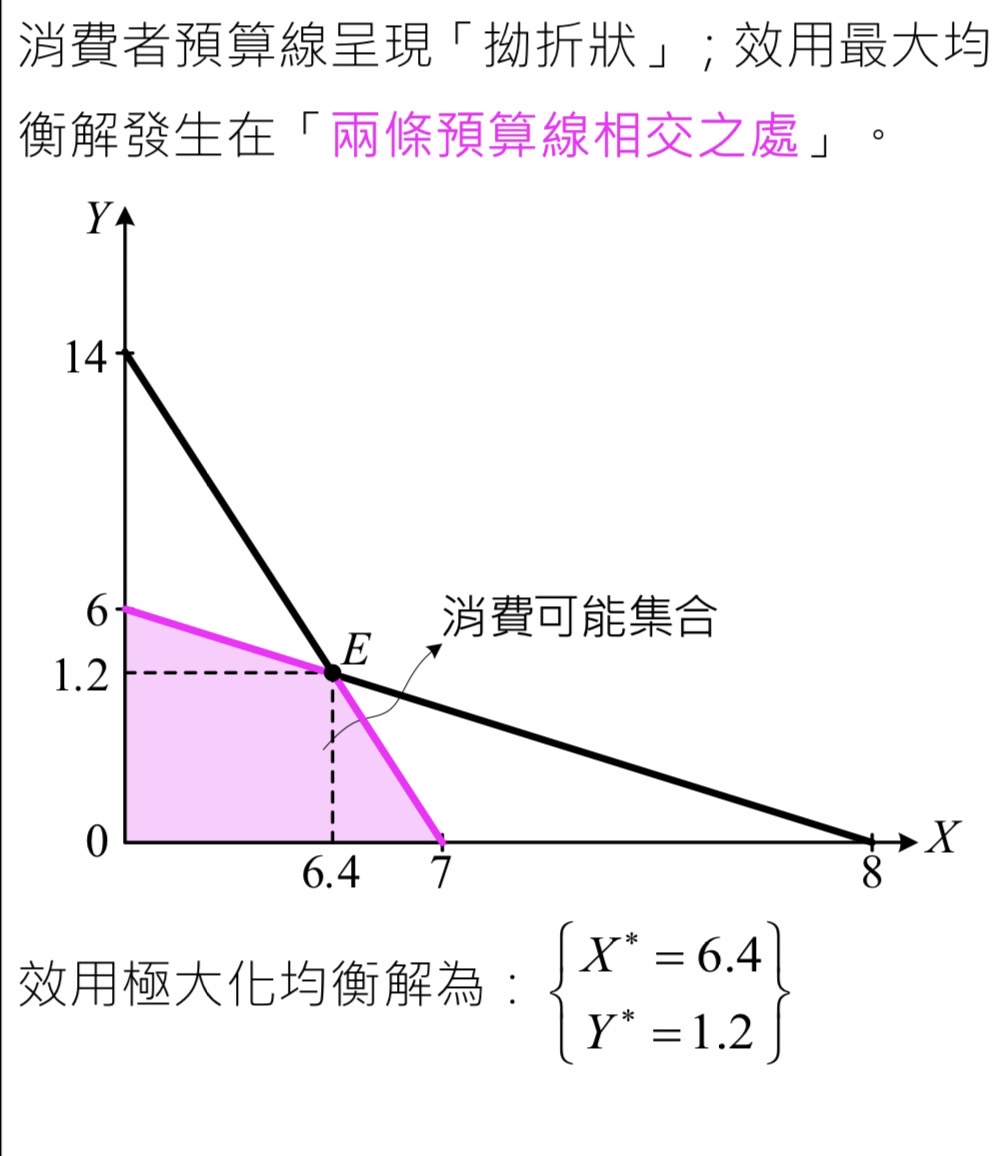 消費者預算線呈現「拗折狀」；效用最大均
衡解發生在「兩條預算線相交之處」。
Y
14
6
消費可能集合
E
1.2
0
X
6.4
7
8
效用極大化均衡解為：
X* = 6.4
Y* = 1.2